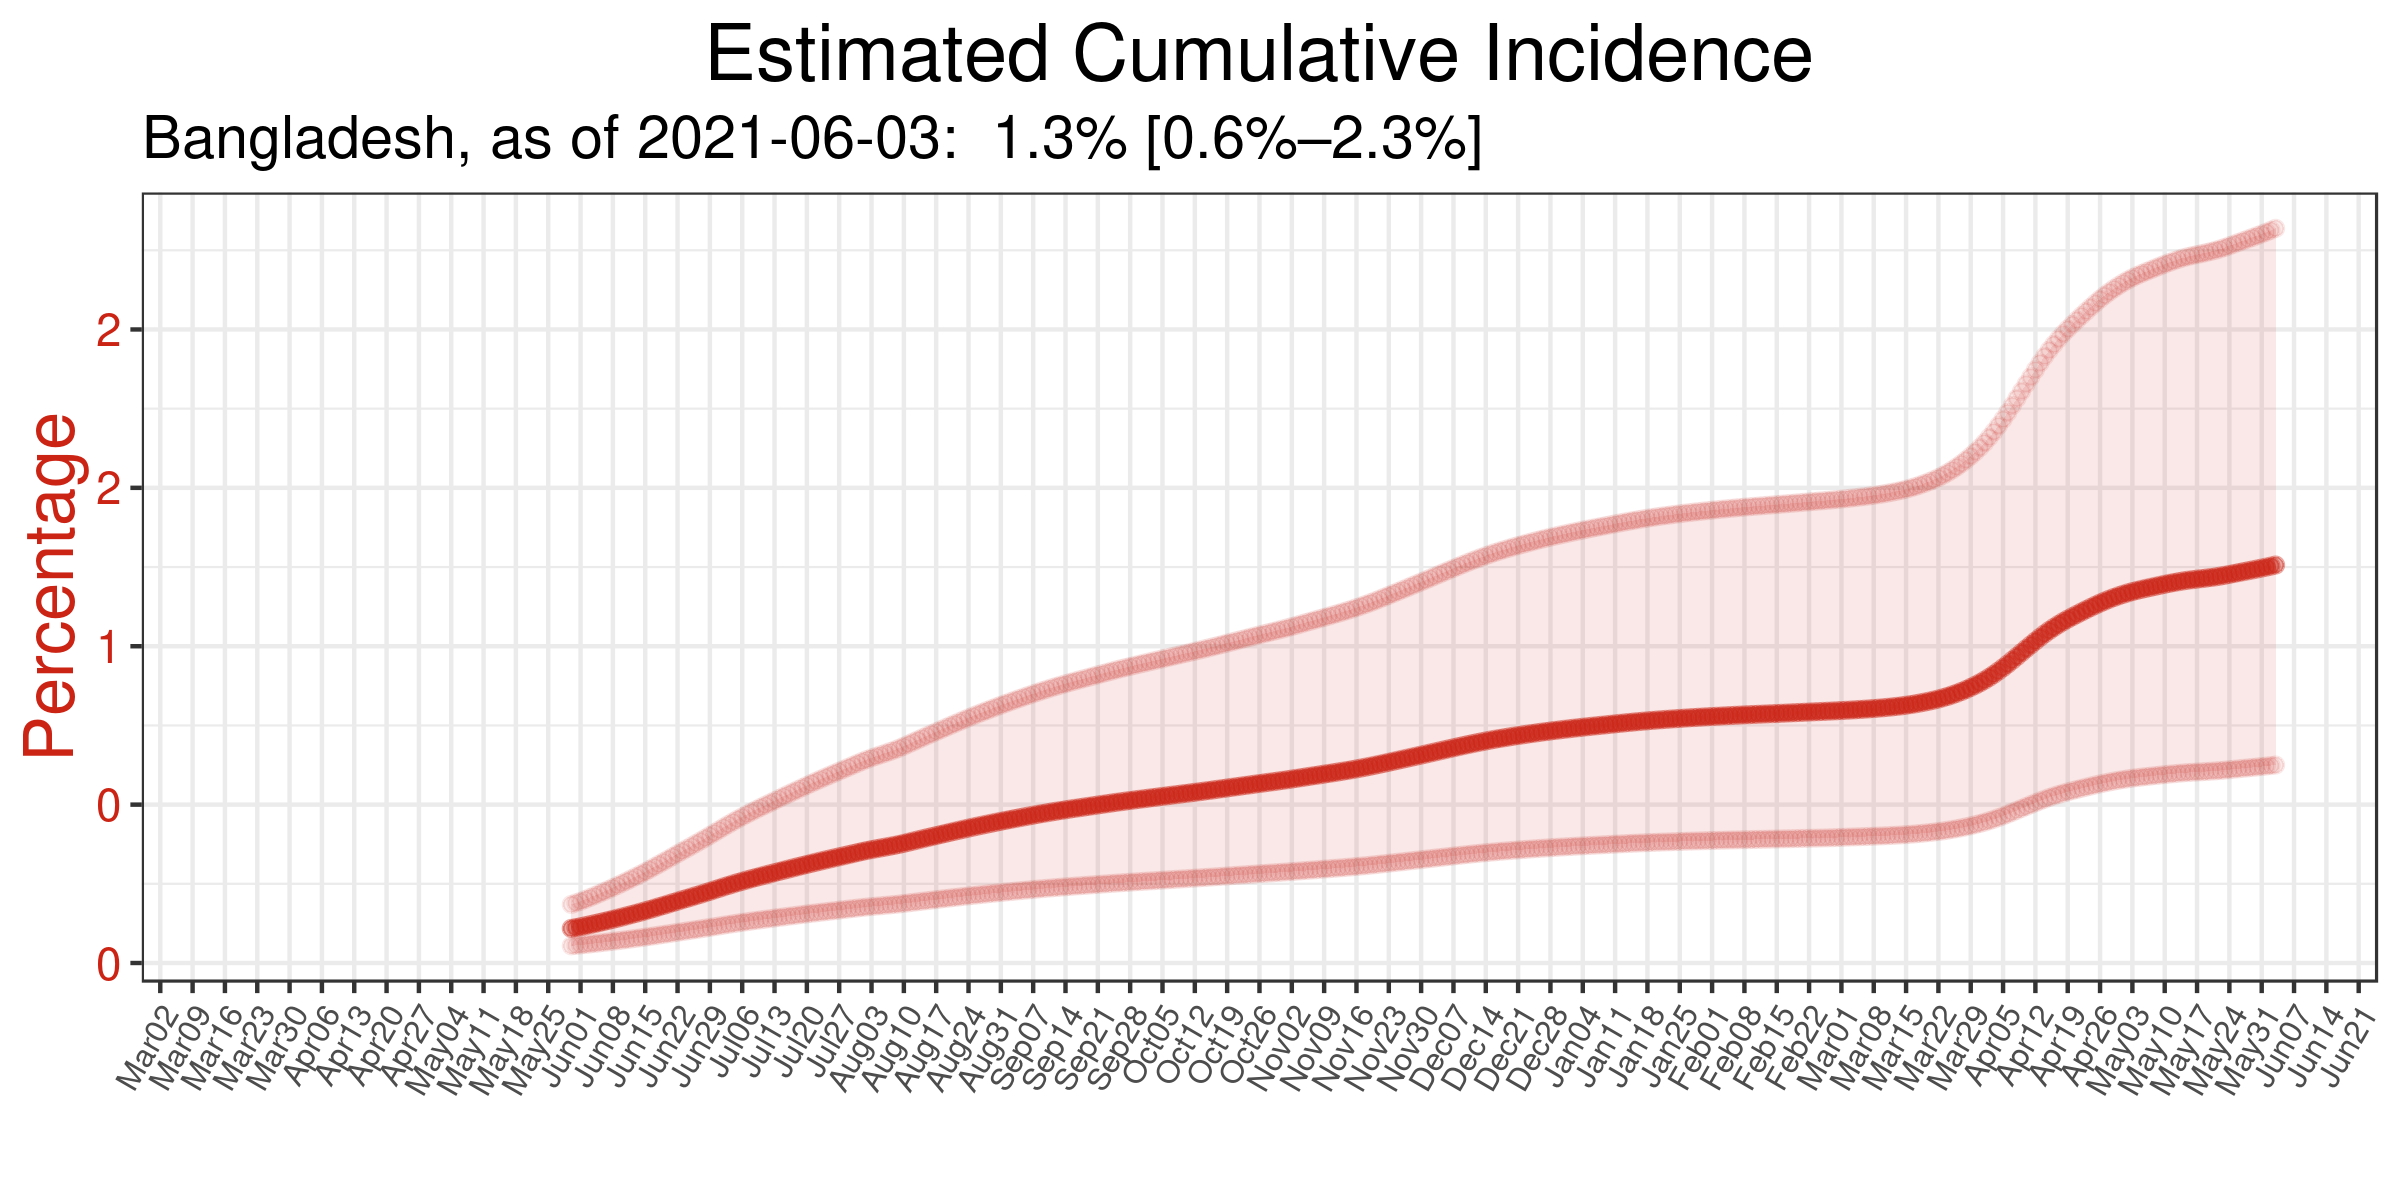 Estimated Cumulative Incidence
Bangladesh, as of 2021-06-03:  1.3% [0.6%–2.3%]
Percentage
2
2
1
0
0
Mar02
Mar09
Mar16
Mar23
Mar30
Apr06
Apr13
Apr20
Apr27
May04
May11
May18
May25
Jun01
Jun08
Jun15
Jun22
Jun29
Jul06
Jul13
Jul20
Jul27
Aug03
Aug10
Aug17
Aug24
Aug31
Sep07
Sep14
Sep21
Sep28
Oct05
Oct12
Oct19
Oct26
Nov02
Nov09
Nov16
Nov23
Nov30
Dec07
Dec14
Dec21
Dec28
Jan04
Jan11
Jan18
Jan25
Feb01
Feb08
Feb15
Feb22
Mar01
Mar08
Mar15
Mar22
Mar29
Apr05
Apr12
Apr19
Apr26
May03
May10
May17
May24
May31
Jun07
Jun14
Jun21